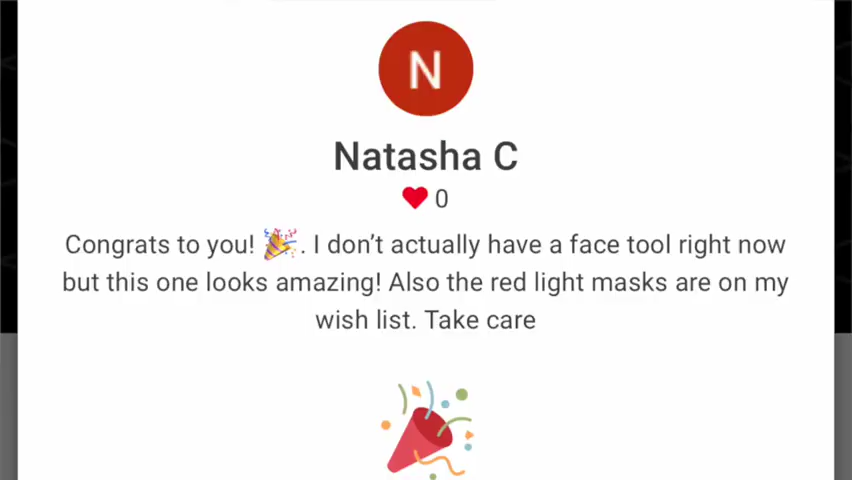 N
Natasha C
❤ 0
Congrats to you! 🎉. I don’t actually have a face tool right now
but this one looks amazing! Also the red light masks are on my
wish list. Take care